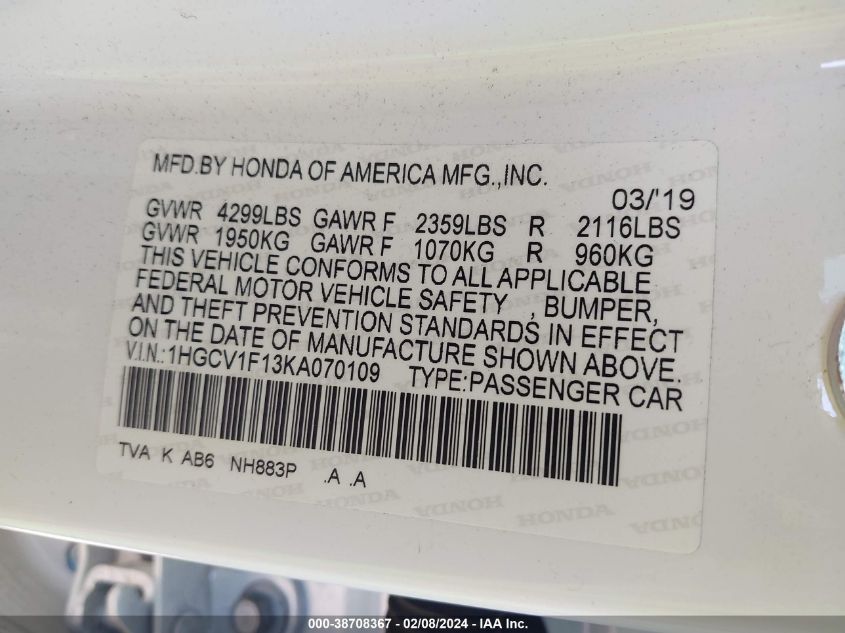 MFD.BY HONDA OF AMERICA MFG.,INC.
03/'19
GVWR 4299LBS GAWR F 2359LBS R 2116LBS
GVWR 1950KG GAWR F 1070KG R 960KG
THIS VEHICLE CONFORMS TO ALL APPLICABLE
FEDERAL MOTOR VEHICLE SAFETY , BUMPER,
AND THEFT PREVENTION STANDARDS IN EFFECT
ON THE DATE OF MANUFACTURE SHOWN ABOVE.
V.I.N.:1HGCV1F13KA070109 TYPE:PASSENGER CAR
TVA K AB6 NH883P .A .A
000-38708367 - 02/08/2024 - IAA Inc.